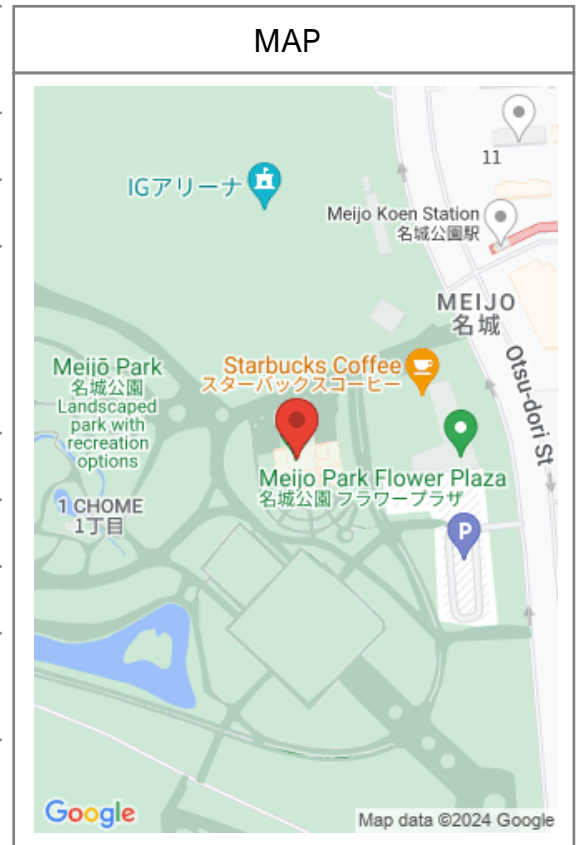 MAP
IGアリーナ
11
Meijo Koen Station
名城公園駅
MEIJO
名城
Otsu-dori St
Starbucks Coffee
スターバックスコーヒー
Meijō Park
名城公園
Landscaped
park with
recreation
options
Meijo Park Flower Plaza
名城公園 フラワープラザ
1 CHOME
1丁目
P
Google
Map data ©2024 Google